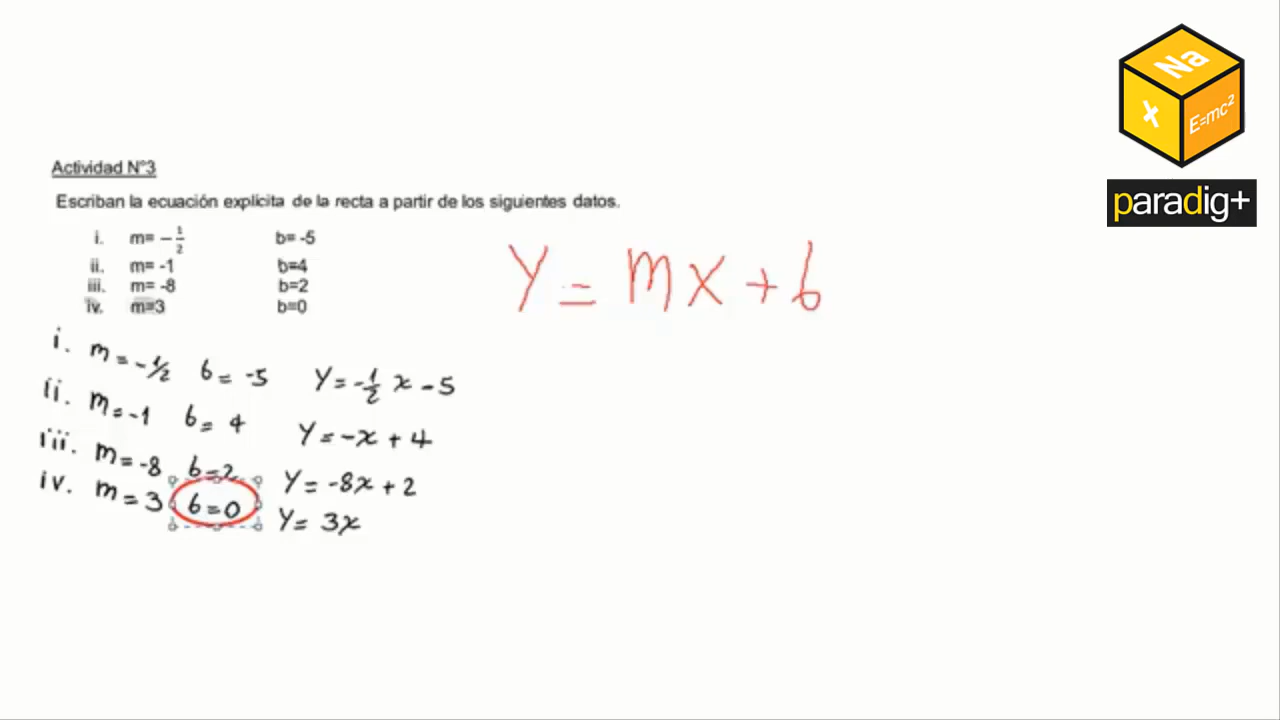 Na
x
E=mc²
paradig+
Actividad N°3
Escriban la ecuación explícita de la recta a partir de los siguientes datos.
i. m= -1/2 b= -5
ii. m= -1 b=4
iii. m= -8 b=2
iv. m=3 b=0
Y = mx + b
i. m = -1/2 b = -5 Y = -1/2 x - 5
ii. m = -1 b = 4 Y = -x + 4
iii. m = -8 b = 2 Y = -8x + 2
iv. m = 3 b = 0 Y = 3x